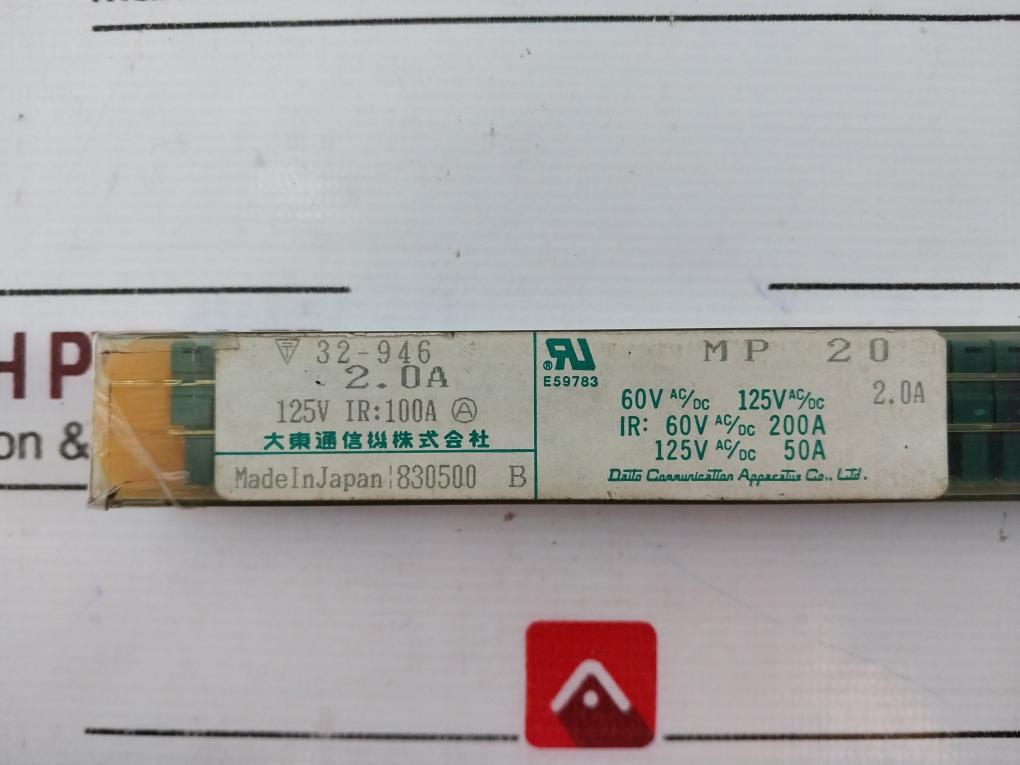 HP
on &
32-946
2.0A
125V IR:100A Ⓐ
大東通信機株式会社
MadeInJapan 830500 B
E59783
MP 20
60V AC/DC 125V AC/DC 2.0A
IR: 60V AC/DC 200A
125V AC/DC 50A
Daito Communication Apparatus Co., Ltd.